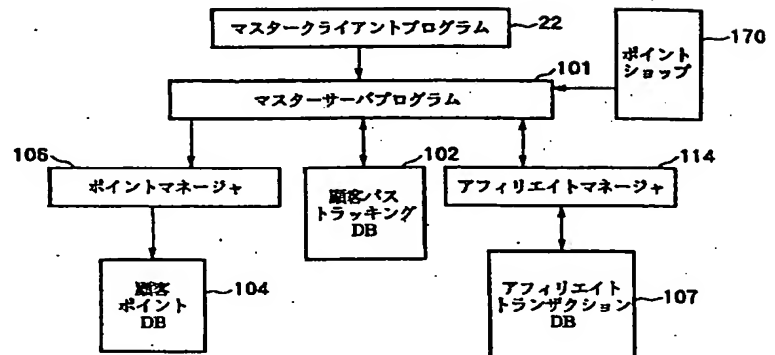 マスタークライアントプログラム
22
ポイント
ショップ
170
101
マスターサーバプログラム
106
ポイントマネージャ
102
顧客パス
トラッキング
DB
114
アフィリエイトマネージャ
顧客
ポイント
DB
104
アフィリエイト
トランザクション
DB
107